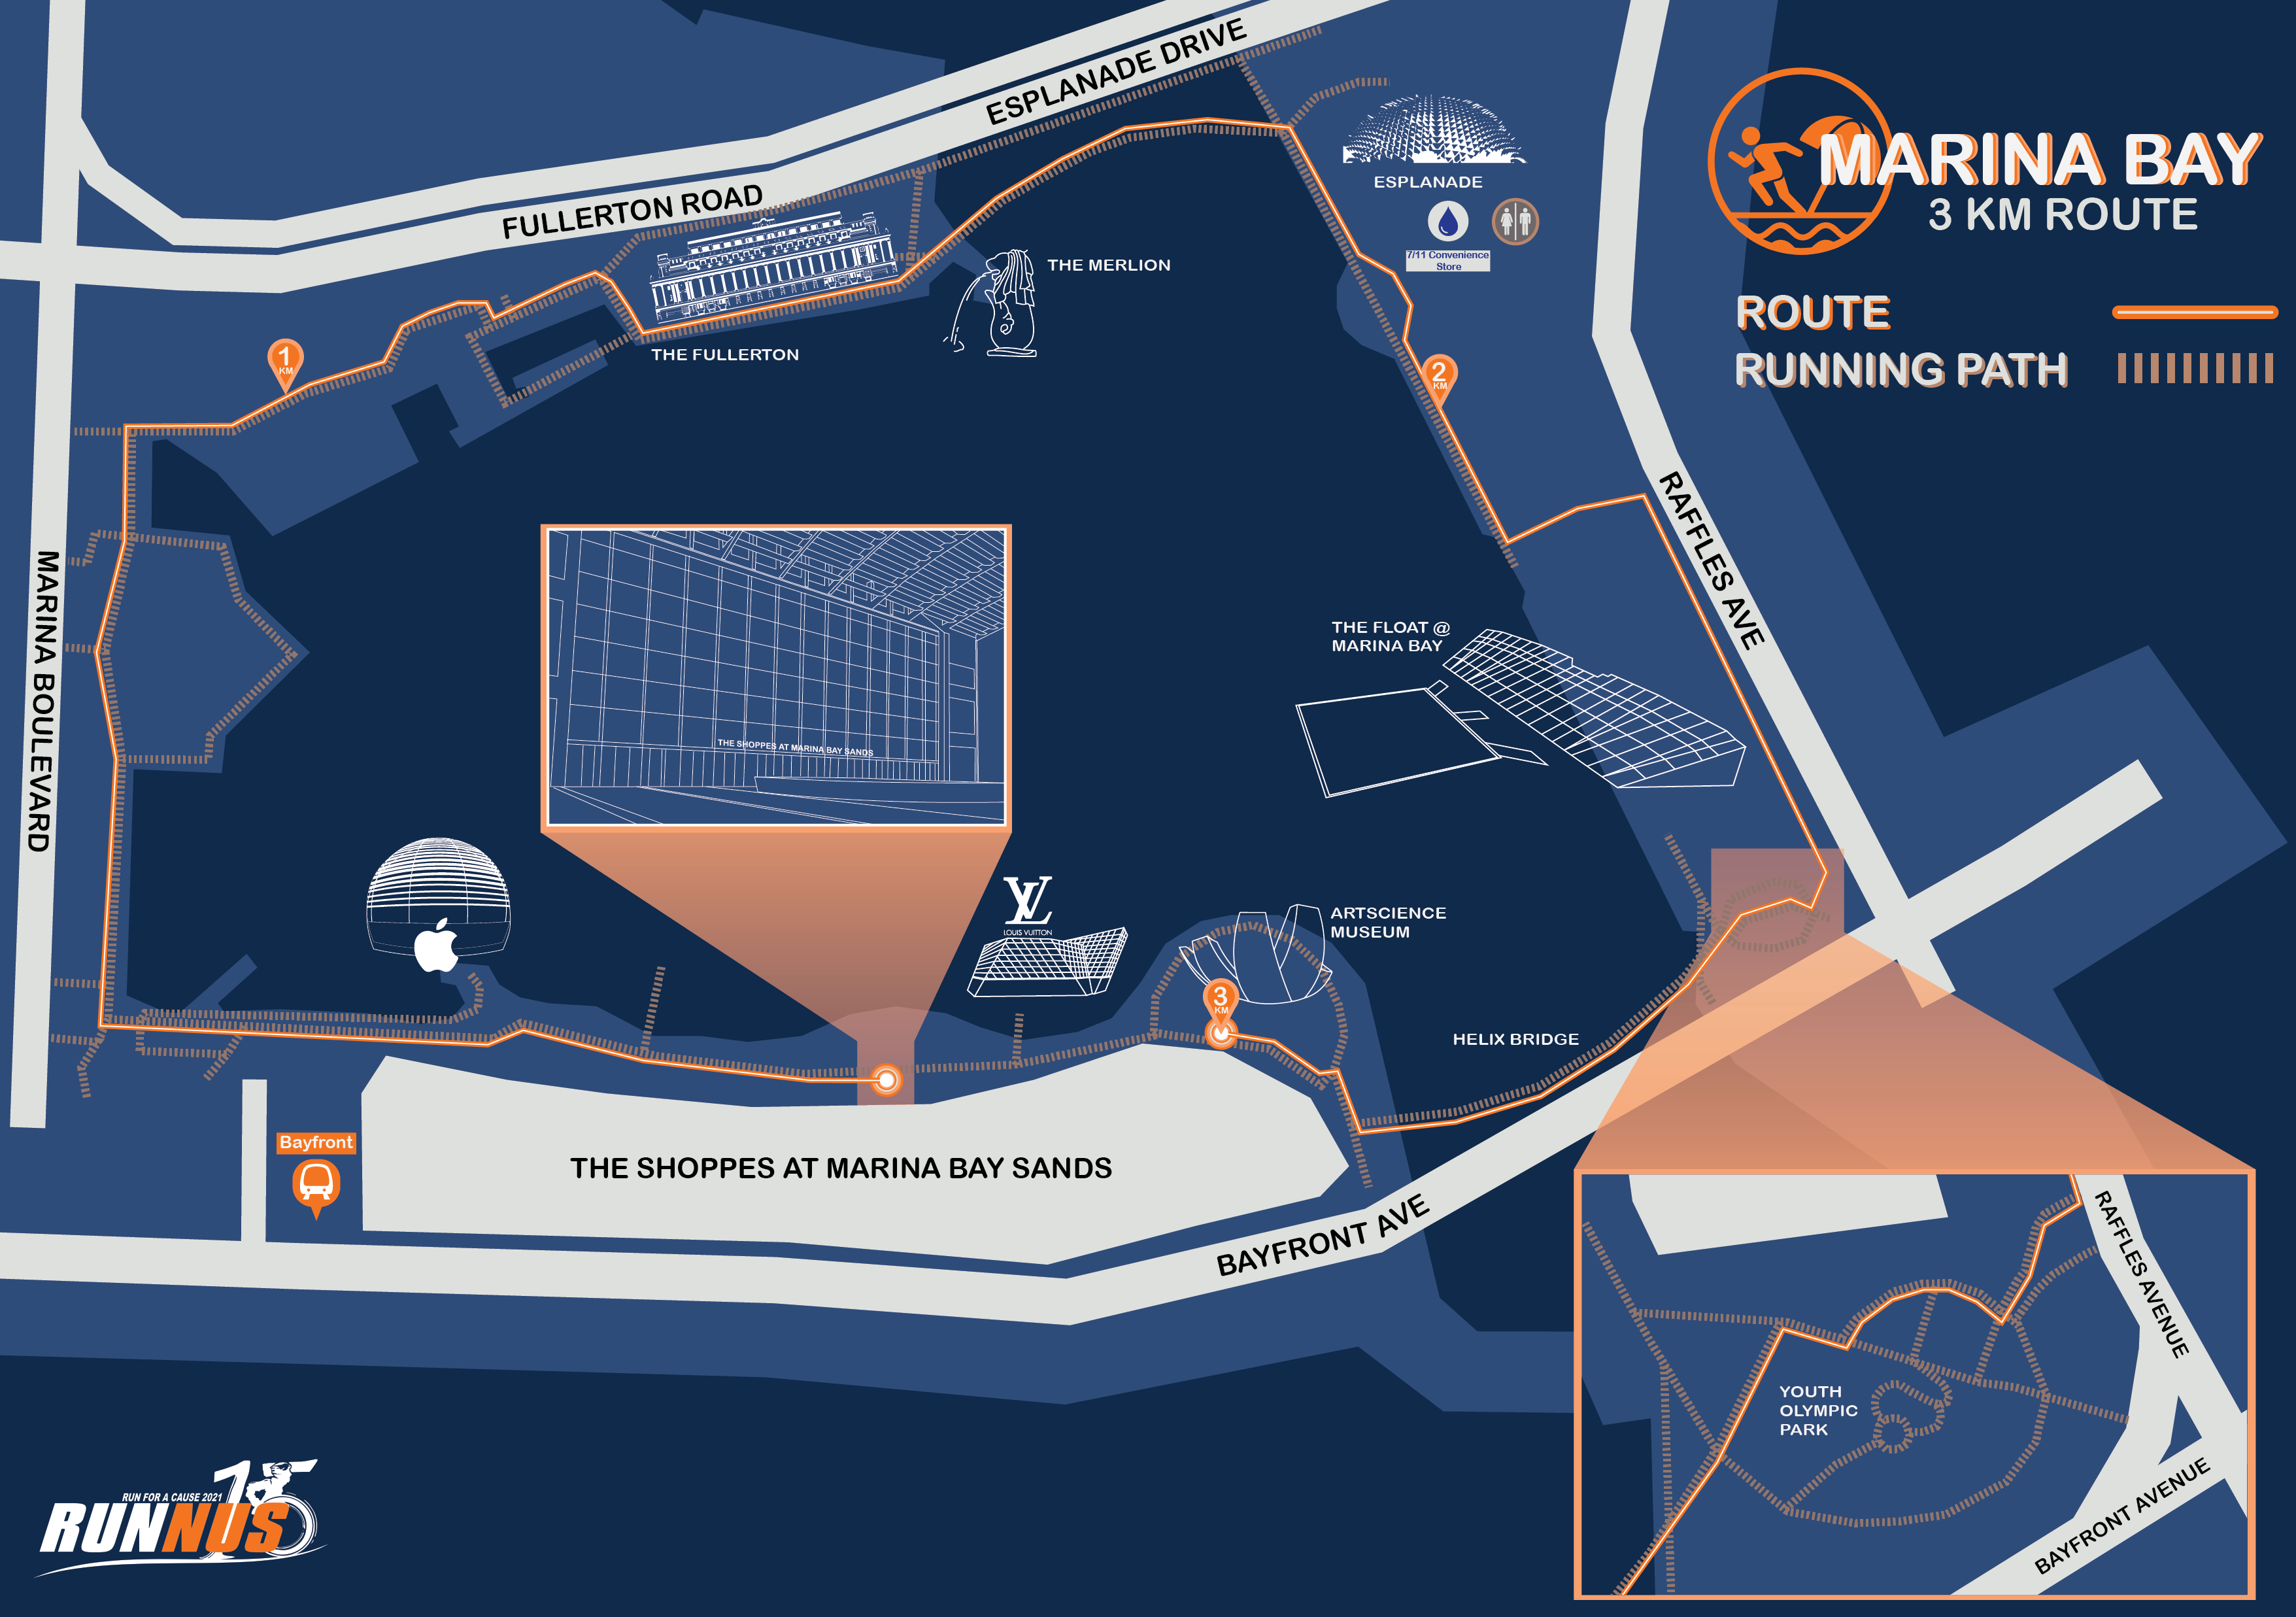 ESPLANADE DRIVE
MARINA BAY
3 KM ROUTE
ESPLANADE
FULLERTON ROAD
7/11 Convenience
Store
THE MERLION
ROUTE
THE FULLERTON
RUNNING PATH
1
KM
2
KM
RAFFLES AVE
MARINA BOULEVARD
THE FLOAT @
MARINA BAY
THE SHOPPES AT MARINA BAY SANDS
LV
LOUIS VUITTON
ARTSCIENCE
MUSEUM
3
KM
HELIX BRIDGE
Bayfront
THE SHOPPES AT MARINA BAY SANDS
BAYFRONT AVE
RAFFLES AVENUE
YOUTH
OLYMPIC
PARK
BAYFRONT AVENUE
RUN FOR A CAUSE 2021
15
RUNNUS